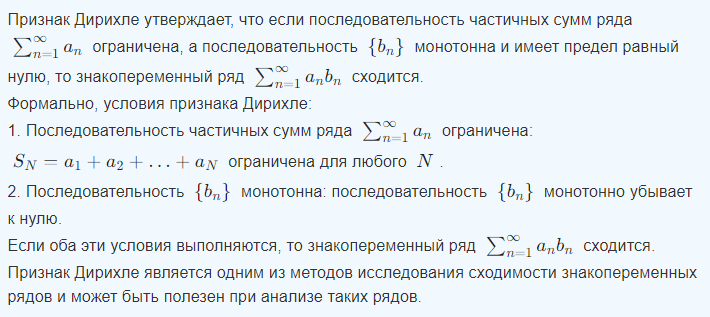 Признак Дирихле утверждает, что если последовательность частичных сумм ряда
$\sum_{n=1}^{\infty} a_n$ ограничена, а последовательность $\{b_n\}$ монотонна и имеет предел равный
нулю, то знакопеременный ряд $\sum_{n=1}^{\infty} a_n b_n$ сходится.
Формально, условия признака Дирихле:
1. Последовательность частичных сумм ряда $\sum_{n=1}^{\infty} a_n$ ограничена:
$S_N = a_1 + a_2 + \ldots + a_N$ ограничена для любого $N$ .
2. Последовательность $\{b_n\}$ монотонна: последовательность $\{b_n\}$ монотонно убывает
к нулю.
Если оба эти условия выполняются, то знакопеременный ряд $\sum_{n=1}^{\infty} a_n b_n$ сходится.
Признак Дирихле является одним из методов исследования сходимости знакопеременных
рядов и может быть полезен при анализе таких рядов.